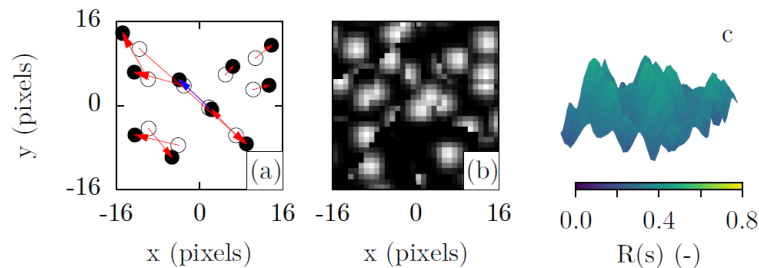 16
0
-16
y (pixels)
(a)
-16 0 16
x (pixels)
(b)
-16 0 16
x (pixels)
c
0.0 0.4 0.8
R(s) (-)